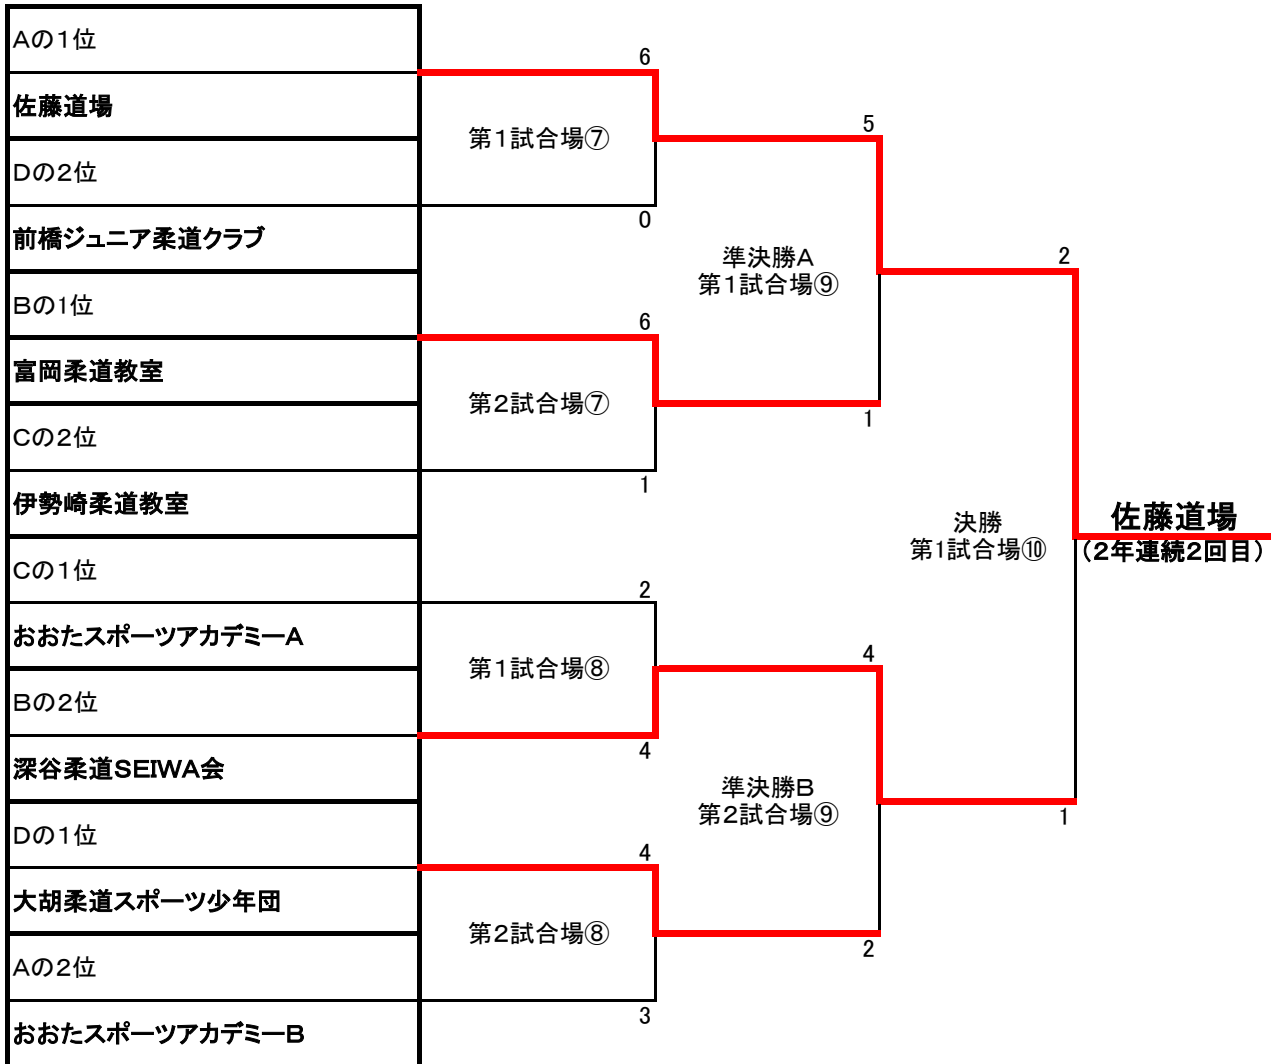 Aの1位
佐藤道場
Dの2位
前橋ジュニア柔道クラブ
Bの1位
富岡柔道教室
Cの2位
伊勢崎柔道教室
Cの1位
おおたスポーツアカデミーA
Bの2位
深谷柔道SEIWA会
Dの1位
大胡柔道スポーツ少年団
Aの2位
おおたスポーツアカデミーB
6
第1試合場⑦
0
6
第2試合場⑦
1
2
第1試合場⑧
4
4
第2試合場⑧
3
5
準決勝A
第1試合場⑨
1
4
準決勝B
第2試合場⑨
2
2
決勝
第1試合場⑩
1
佐藤道場
(2年連続2回目)